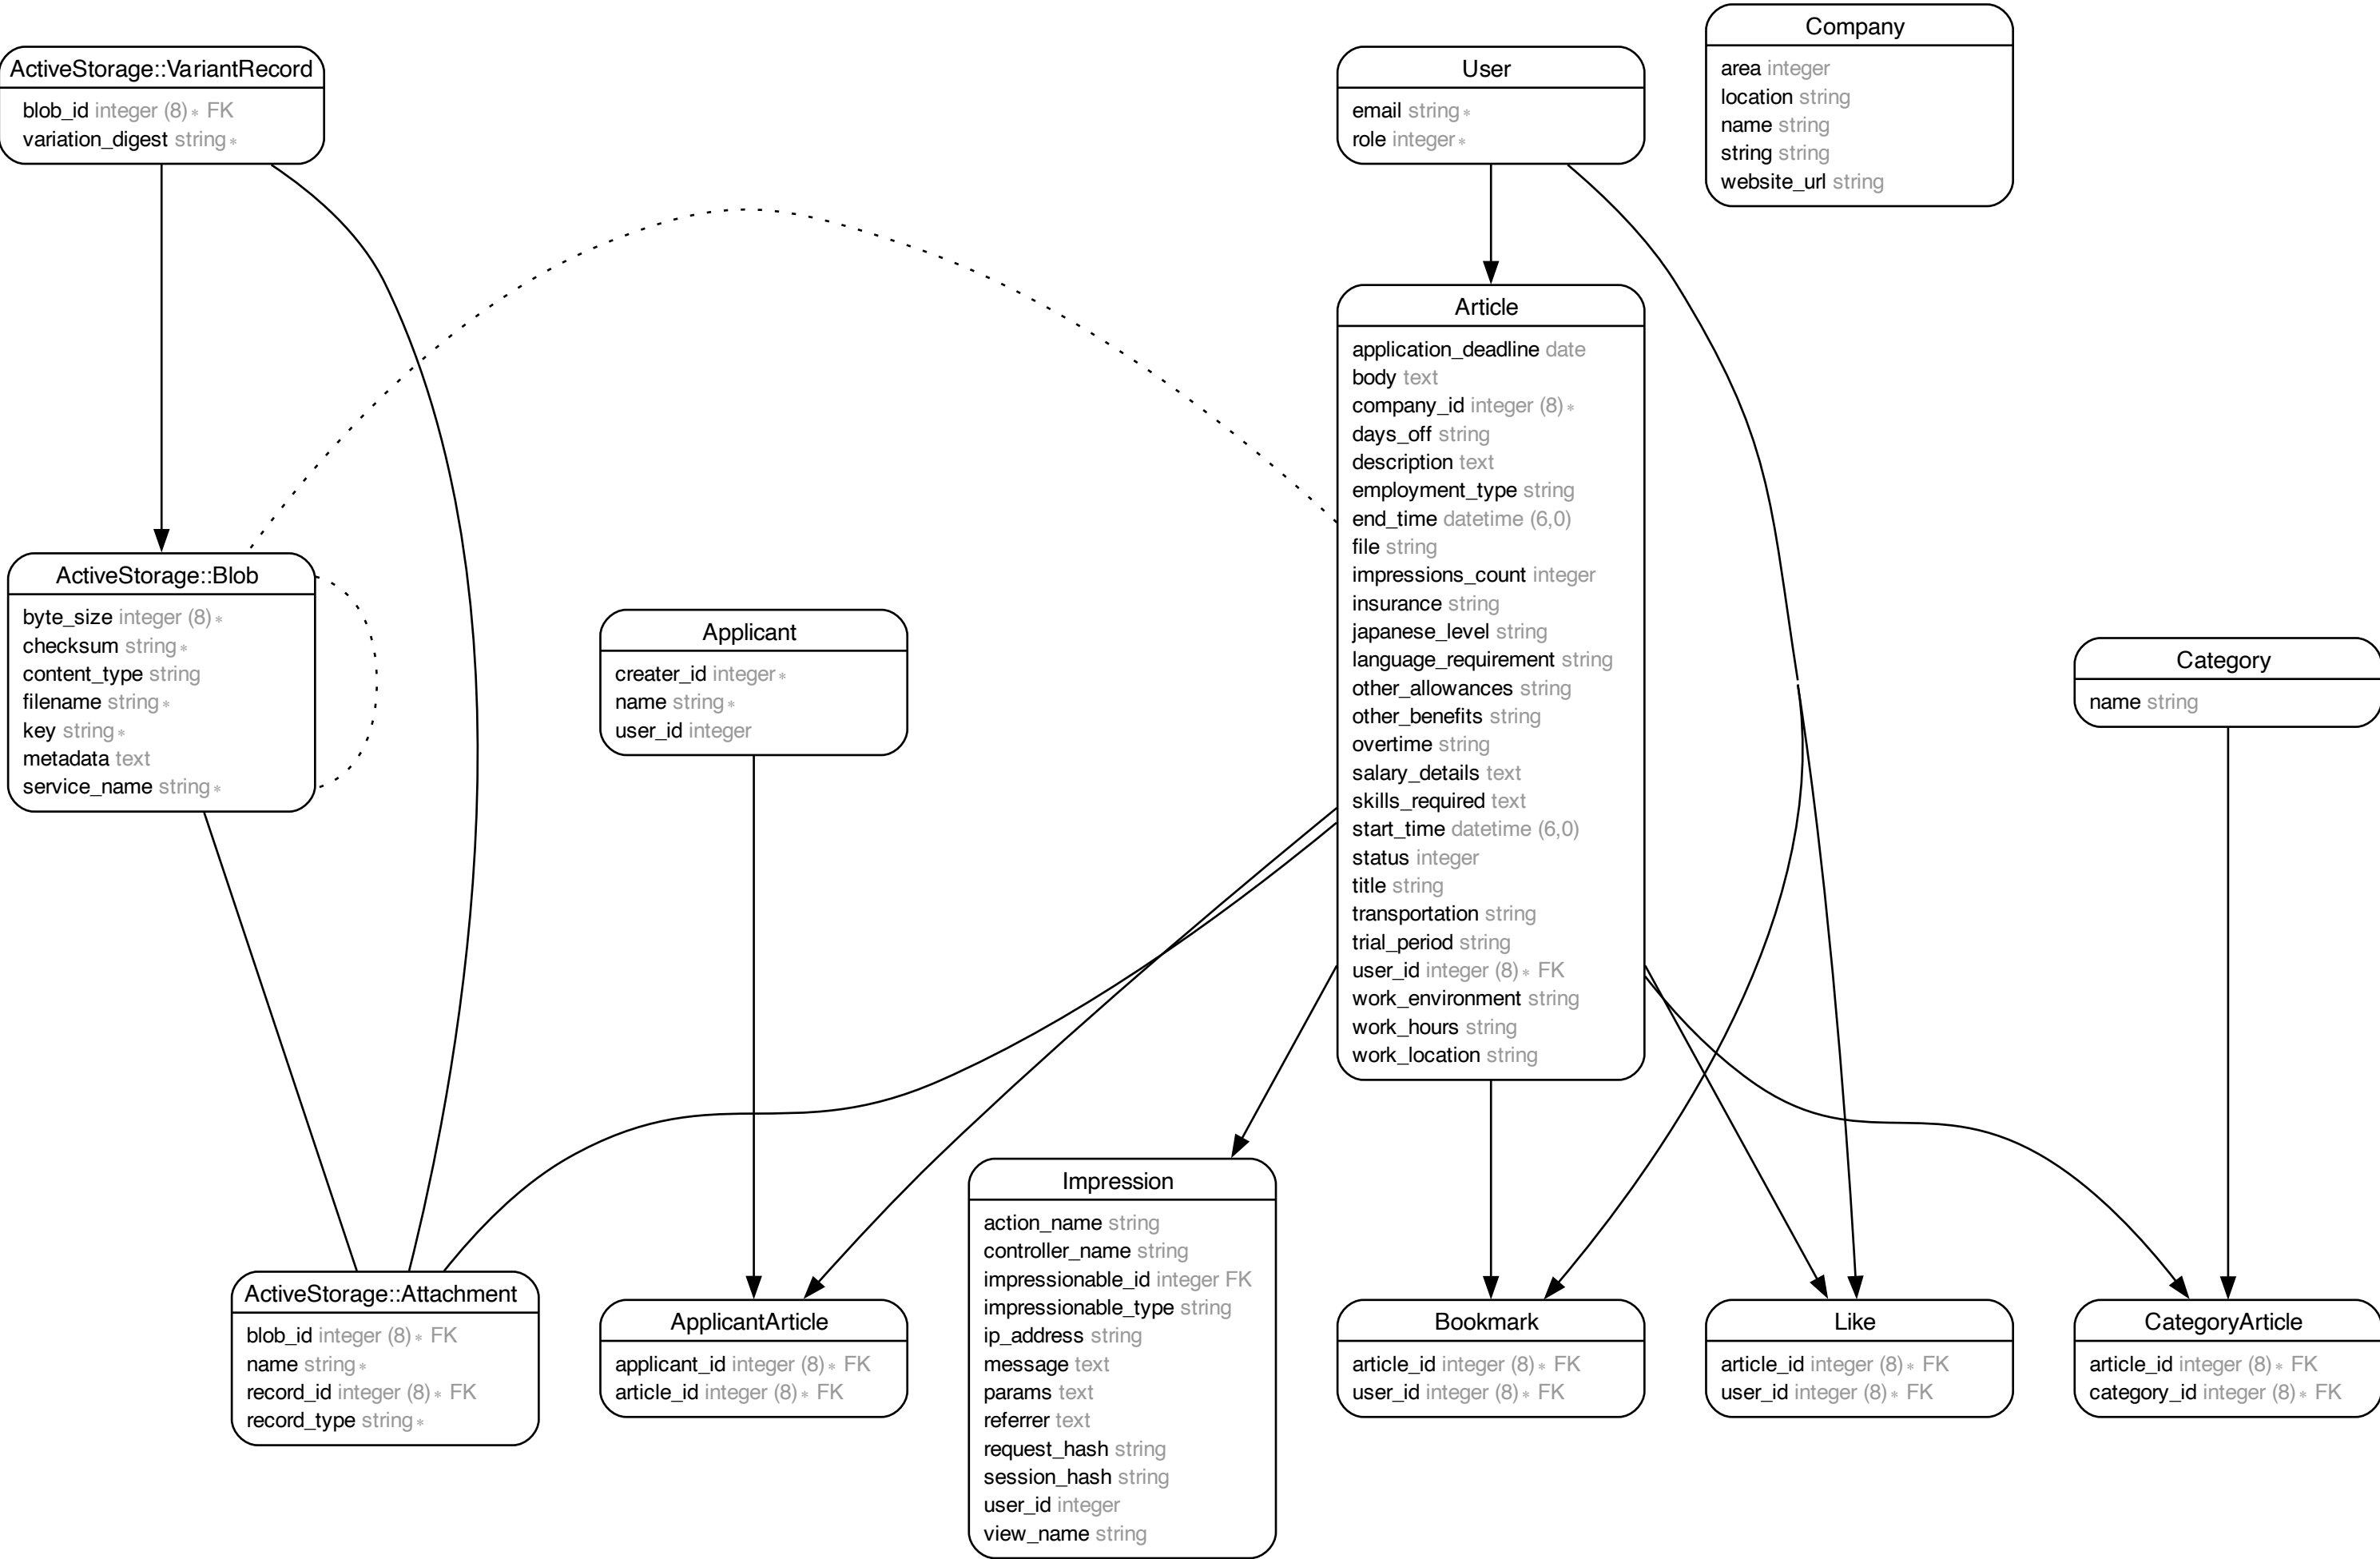 ActiveStorage::VariantRecord
blob_id integer (8)∗ FK
variation_digest string∗
User
email string∗
role integer∗
Company
area integer
location string
name string
string string
website_url string
Article
application_deadline date
body text
company_id integer (8)∗
days_off string
description text
employment_type string
end_time datetime (6,0)
file string
impressions_count integer
insurance string
japanese_level string
language_requirement string
other_allowances string
other_benefits string
overtime string
salary_details text
skills_required text
start_time datetime (6,0)
status integer
title string
transportation string
trial_period string
user_id integer (8)∗ FK
work_environment string
work_hours string
work_location string
ActiveStorage::Blob
byte_size integer (8)∗
checksum string∗
content_type string
filename string∗
key string∗
metadata text
service_name string∗
Applicant
creater_id integer∗
name string∗
user_id integer
Category
name string
ActiveStorage::Attachment
blob_id integer (8)∗ FK
name string∗
record_id integer (8)∗ FK
record_type string∗
ApplicantArticle
applicant_id integer (8)∗ FK
article_id integer (8)∗ FK
Impression
action_name string
controller_name string
impressionable_id integer FK
impressionable_type string
ip_address string
message text
params text
referrer text
request_hash string
session_hash string
user_id integer
view_name string
Bookmark
article_id integer (8)∗ FK
user_id integer (8)∗ FK
Like
article_id integer (8)∗ FK
user_id integer (8)∗ FK
CategoryArticle
article_id integer (8)∗ FK
category_id integer (8)∗ FK